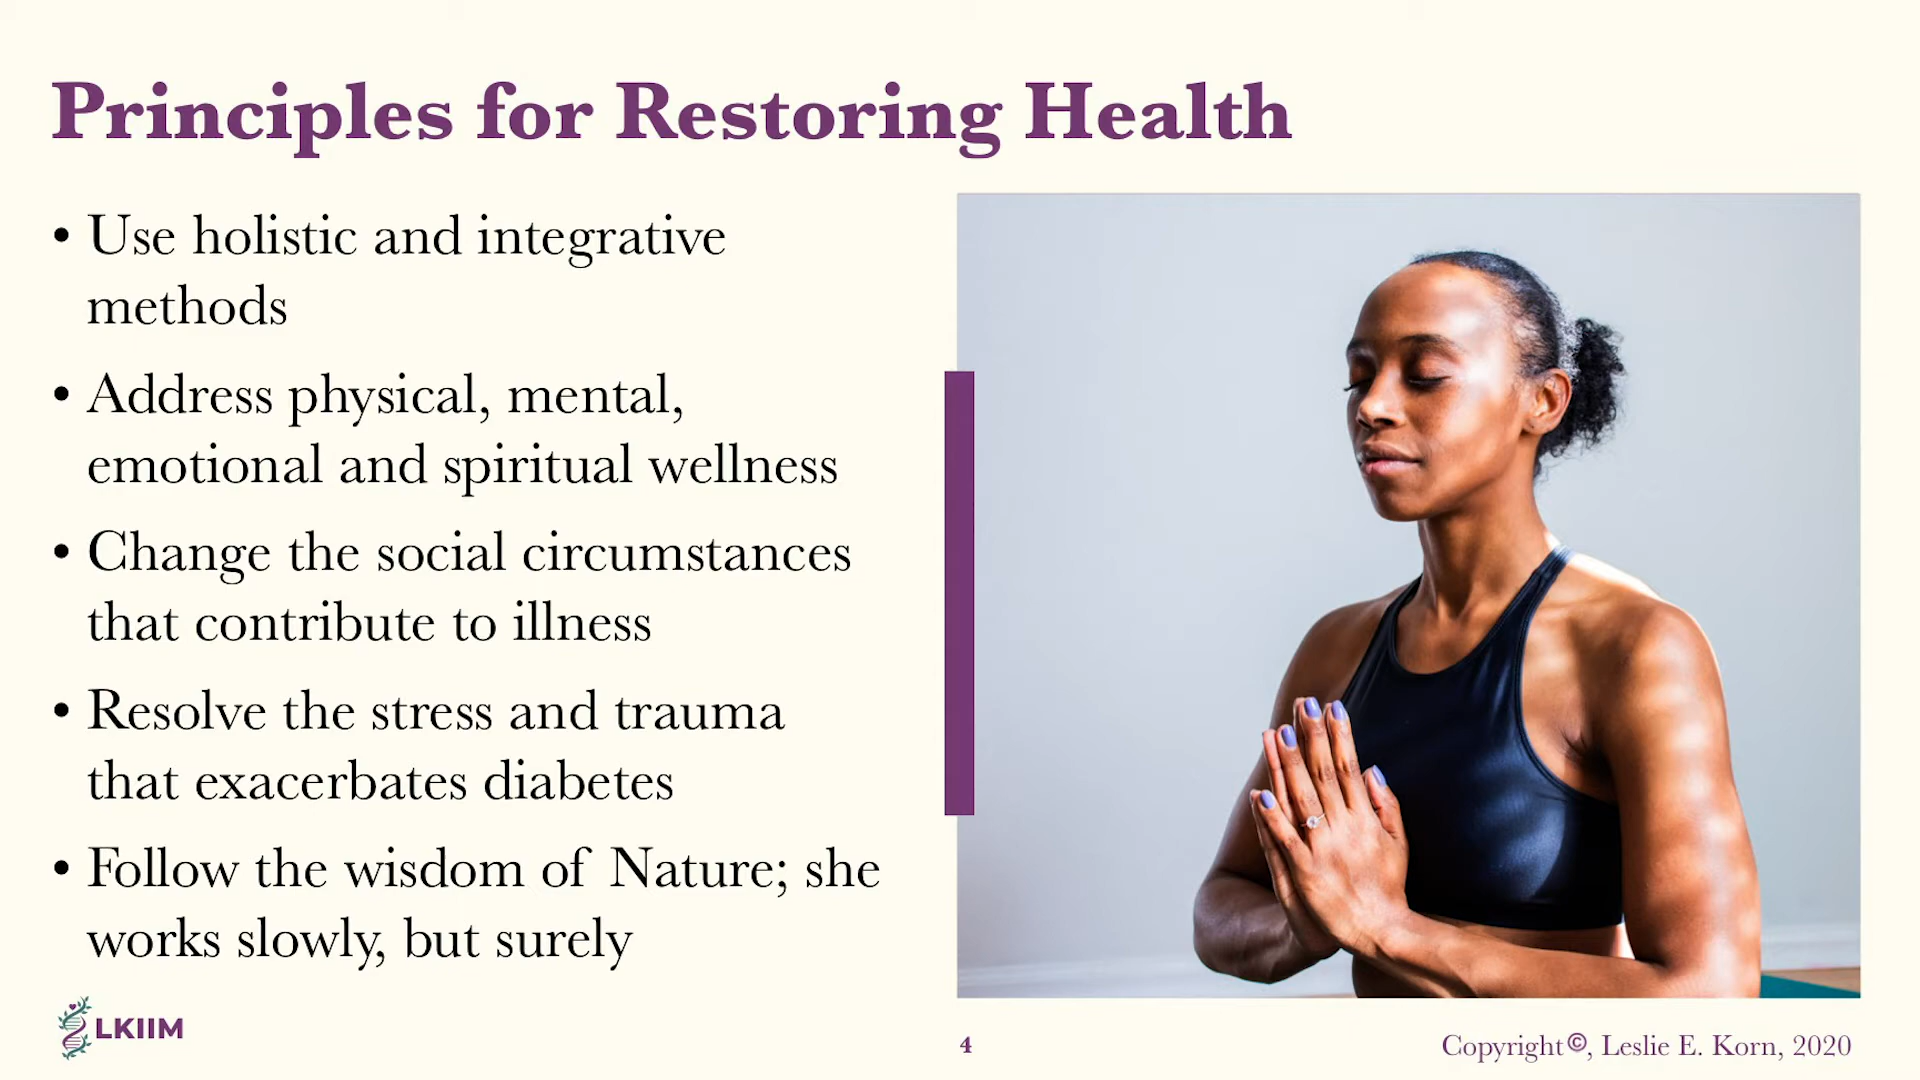 Principles for Restoring Health
• Use holistic and integrative
methods
• Address physical, mental,
emotional and spiritual wellness
• Change the social circumstances
that contribute to illness
• Resolve the stress and trauma
that exacerbates diabetes
• Follow the wisdom of Nature; she
works slowly, but surely
LKIIM
4
Copyright©, Leslie E. Korn, 2020